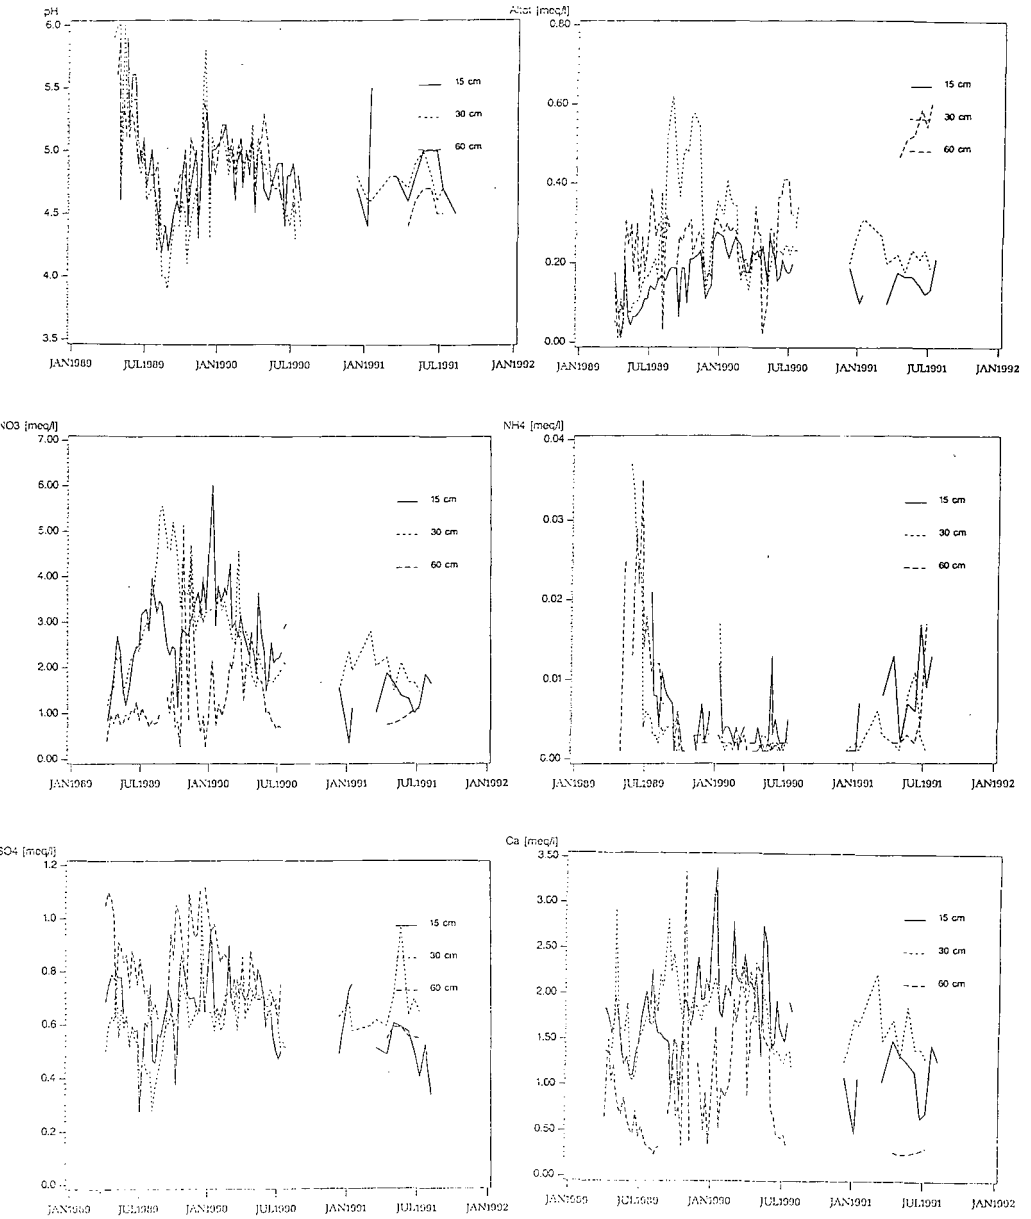 pH
6.0
5.5
5.0
4.5
4.0
3.5
15 cm
30 cm
60 cm
JAN1989 JUL1989 JAN1990 JUL1990 JAN1991 JUL1991 JAN1992
[meq/l]
0.80
0.60
0.40
0.20
0.00
15 cm
30 cm
60 cm
JAN1989 JUL1989 JAN1990 JUL1990 JAN1991 JUL1991 JAN1992
NO3 [meq/l]
7.00
6.00
5.00
4.00
3.00
2.00
1.00
0.00
15 cm
30 cm
60 cm
JAN1989 JUL1989 JAN1990 JUL1990 JAN1991 JUL1991 JAN1992
NH4 [meq/l]
0.04
0.03
0.02
0.01
0.00
15 cm
30 cm
60 cm
JAN1989 JUL1989 JAN1990 JUL1990 JAN1991 JUL1991 JAN1992
SO4 [meq/l]
1.2
1.0
0.8
0.6
0.4
0.2
0.0
15 cm
30 cm
60 cm
JAN1989 JUL1989 JAN1990 JUL1990 JAN1991 JUL1991 JAN1992
Ca [meq/l]
3.50
3.00
2.50
2.00
1.50
1.00
0.50
0.00
15 cm
30 cm
60 cm
JAN1989 JUL1989 JAN1990 JUL1990 JAN1991 JUL1991 JAN1992